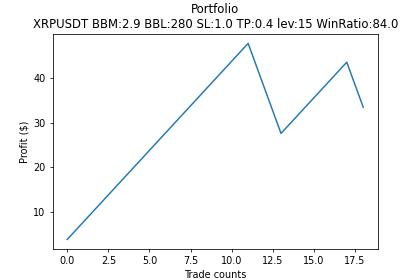 Portfolio
XRPUSDT BBM:2.9 BBL:280 SL:1.0 TP:0.4 lev:15 WinRatio:84.0
40
30
20
10
Profit ($)
0.0 2.5 5.0 7.5 10.0 12.5 15.0 17.5
Trade counts